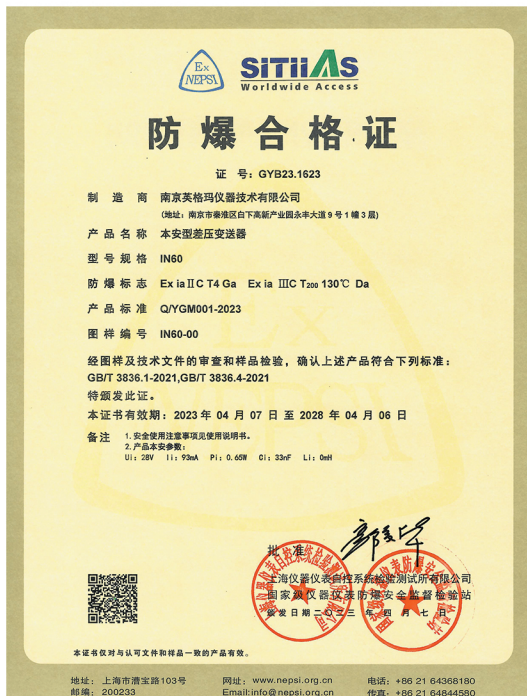 Ex
NEPSI
SITIIAS
Worldwide Access
防爆合格证
证 号：GYB23.1623
制造商 南京英格玛仪器技术有限公司
（地址：南京市秦淮区白下高新产业园永丰大道9号1幢3层）
产品名称 本安型差压变送器
型号规格 IN60
防爆标志 Ex iaⅡC T4 Ga Ex ia ⅢC T200 130℃ Da
产品标准 Q/YGM001-2023
图样编号 IN60-00
经图样及技术文件的审查和样品检验，确认上述产品符合下列标准：
GB/T 3836.1-2021,GB/T 3836.4-2021
特颁发此证。
本证书有效期：2023 年 04 月 07 日 至 2028 年 04 月 06 日
备注 1.安全使用注意事项见使用说明书。
2.产品本安参数：
Ui：28V Ii：93mA Pi：0.65W Ci：33nF Li：0mH
批 准
上海仪器仪表自控系统检验测试所有限公司
国家级仪器仪表防爆安全监督检验站
颁发日期二〇二三年四月七日
本证书仅对与认可文件和样品一致的产品有效。
地址：上海市漕宝路103号 网址：www.nepsi.org.cn 电话：+86 21 64368180
邮编：200233 Email:info@nepsi.org.cn 传真：+86 21 64844580